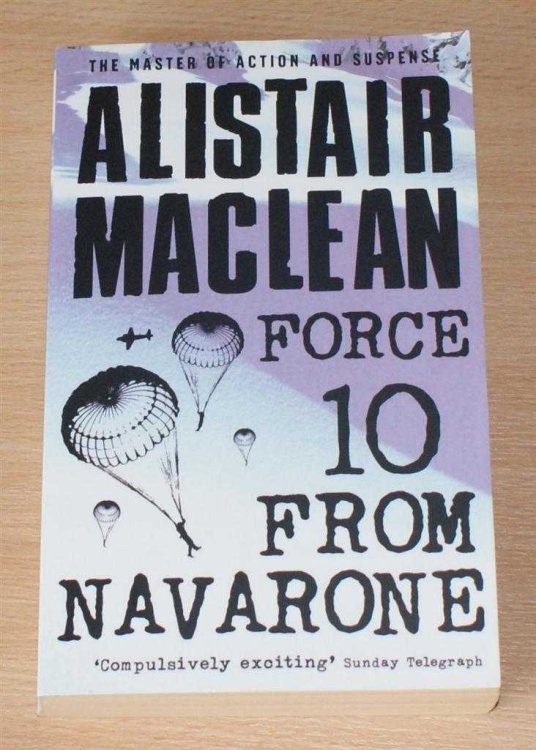 THE MASTER OF ACTION AND SUSPENSE
ALISTAIR
MACLEAN
FORCE
10
FROM
NAVARONE
'Compulsively exciting' Sunday Telegraph